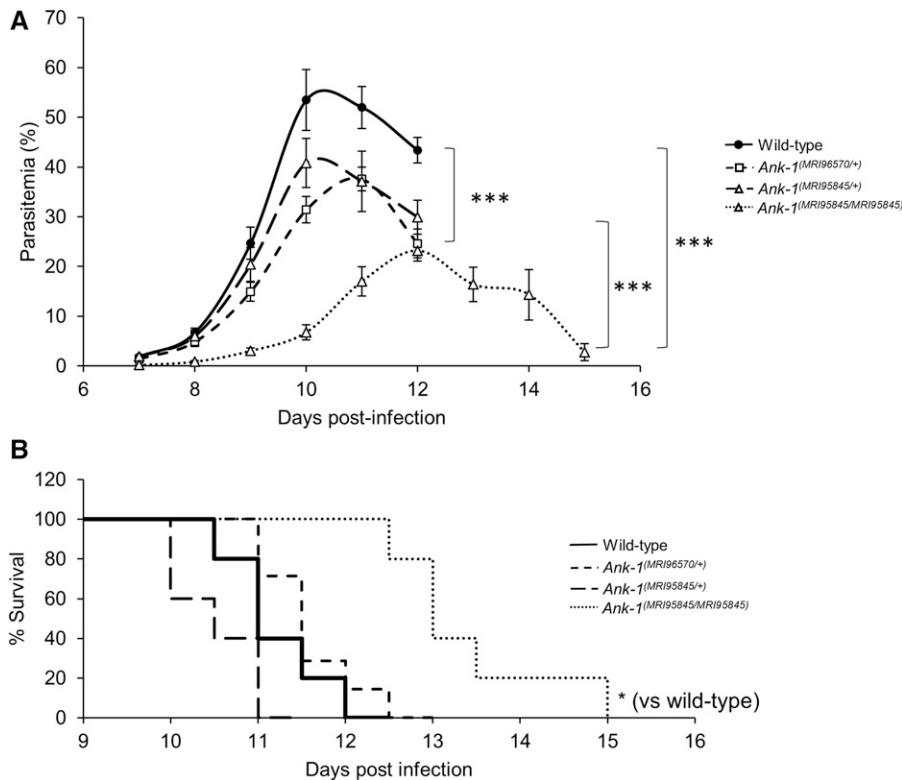 A
Parasitemia (%)
70
60
50
40
30
20
10
0
6
8
10
12
14
16
Days post-infection
***
***
***
Wild-type
Ank-1(MRI96570/+)
Ank-1(MRI95845/+)
Ank-1(MRI95845/MRI95845)
B
% Survival
120
100
80
60
40
20
0
9
10
11
12
13
14
15
16
Days post infection
Wild-type
Ank-1(MRI96570/+)
Ank-1(MRI95845/+)
Ank-1(MRI95845/MRI95845)
* (vs wild-type)